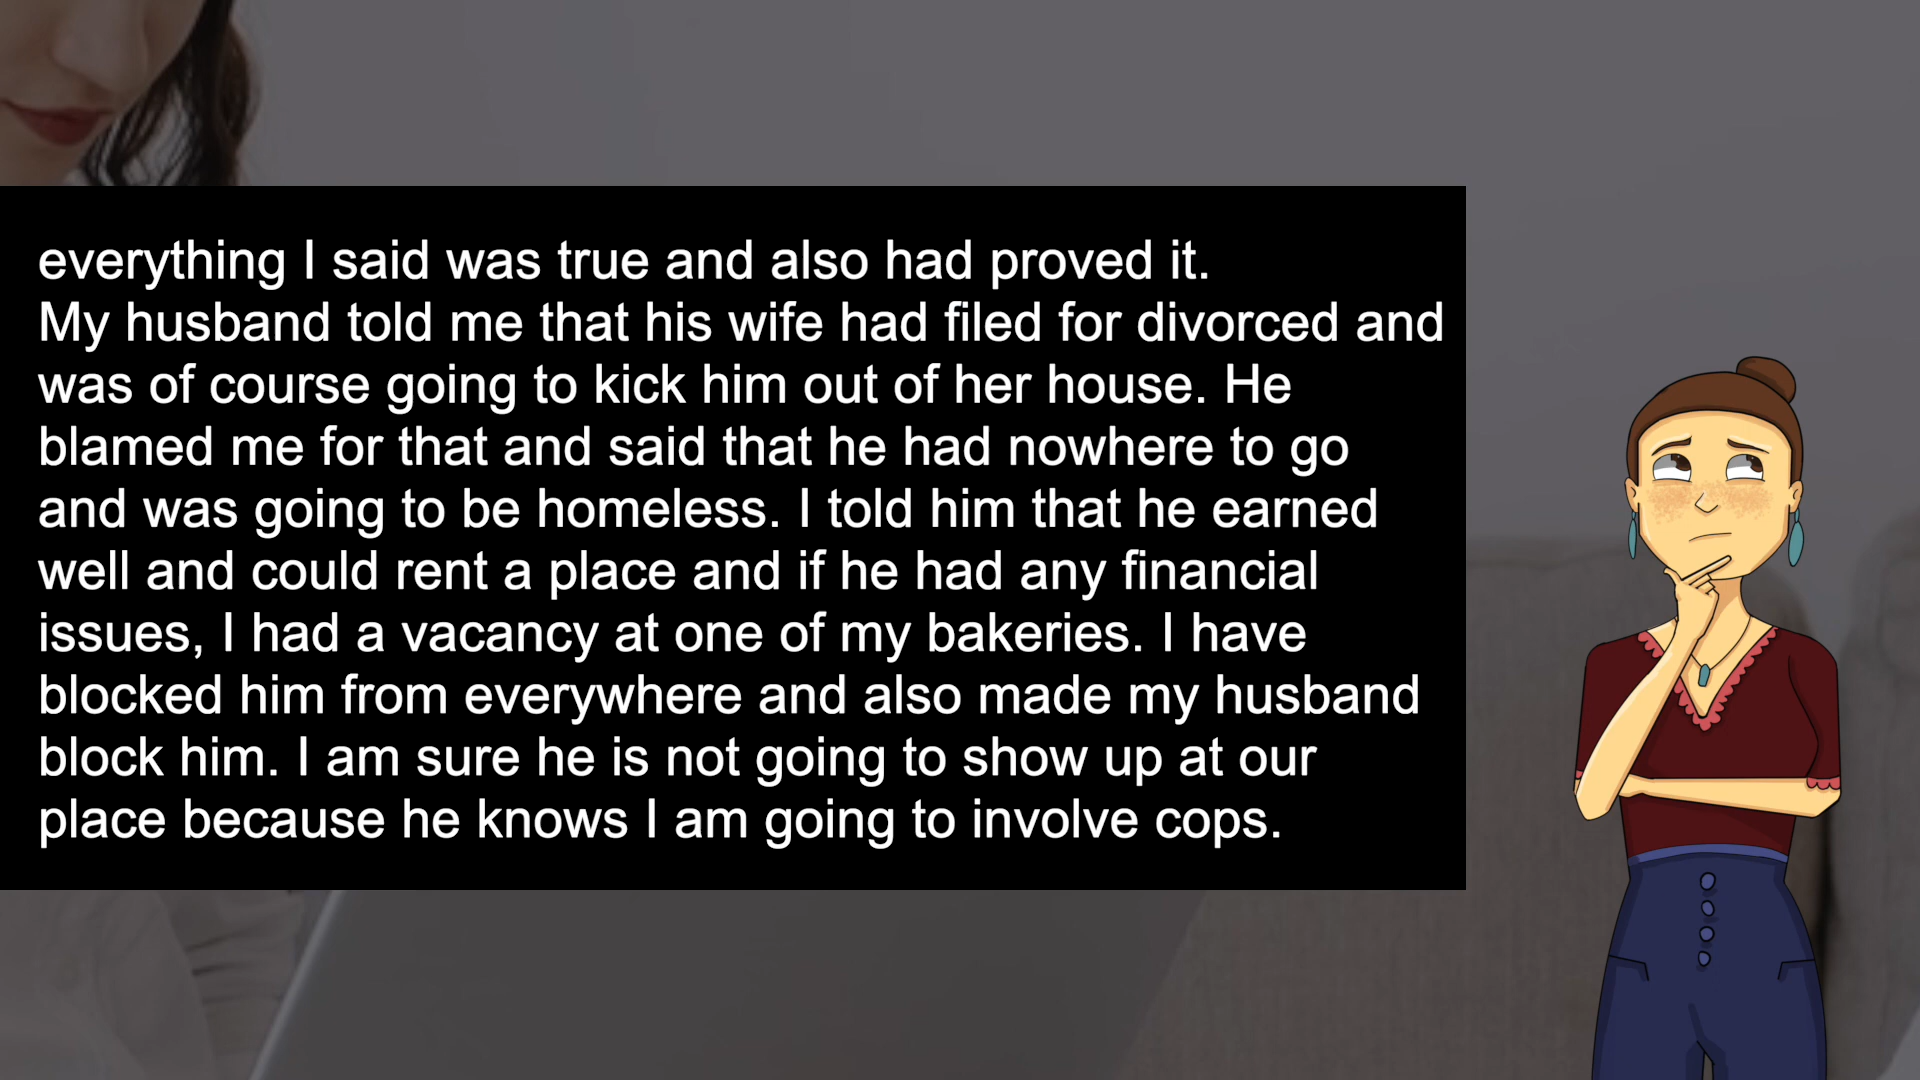 everything I said was true and also had proved it.
My husband told me that his wife had filed for divorced and
was of course going to kick him out of her house. He
blamed me for that and said that he had nowhere to go
and was going to be homeless. I told him that he earned
well and could rent a place and if he had any financial
issues, I had a vacancy at one of my bakeries. I have
blocked him from everywhere and also made my husband
block him. I am sure he is not going to show up at our
place because he knows I am going to involve cops.